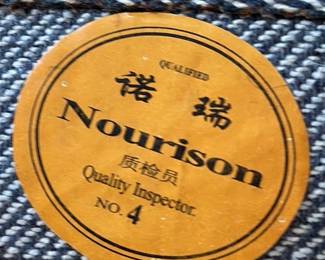 QUALIFIED
诺瑞
Nourison
质检员
Quality Inspector.
NO. 4